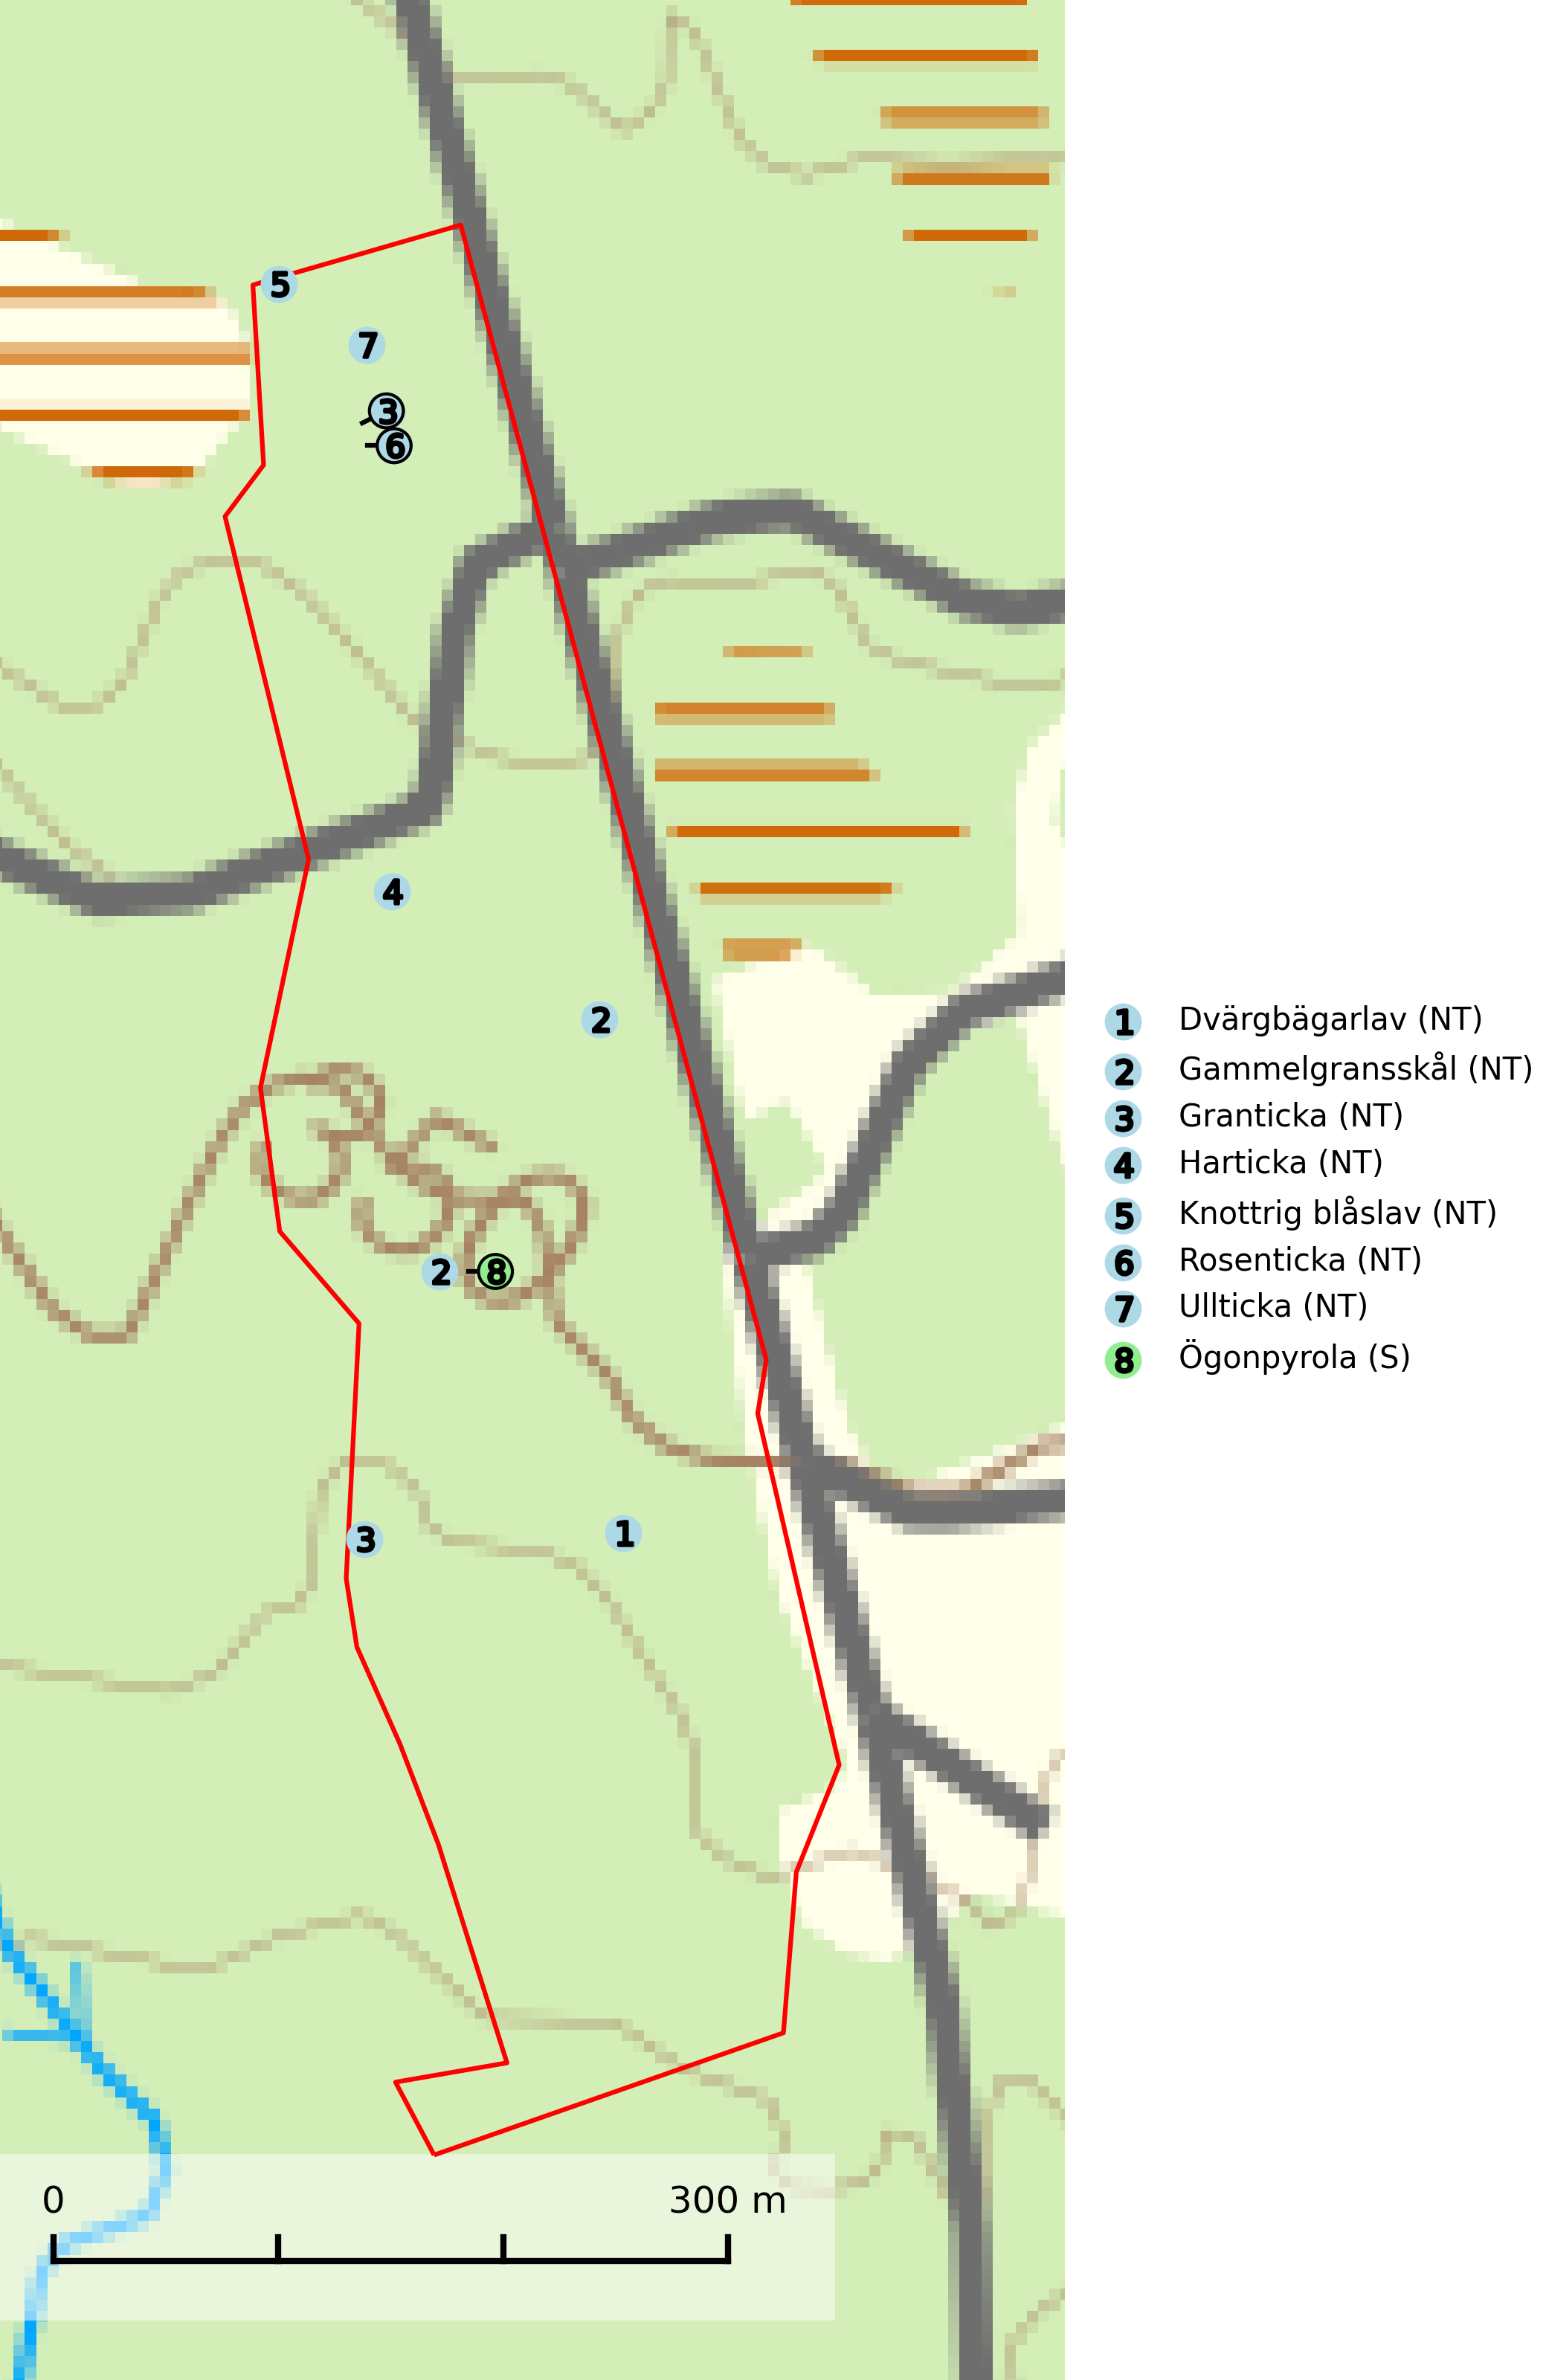 5
7
3
6
4
2
2
8
3
1
1 Dvärgbägarlav (NT)
2 Gammelgransskål (NT)
3 Granticka (NT)
4 Harticka (NT)
5 Knottrig blåslav (NT)
6 Rosenticka (NT)
7 Ullticka (NT)
8 Ögonpyrola (S)
0 300 m